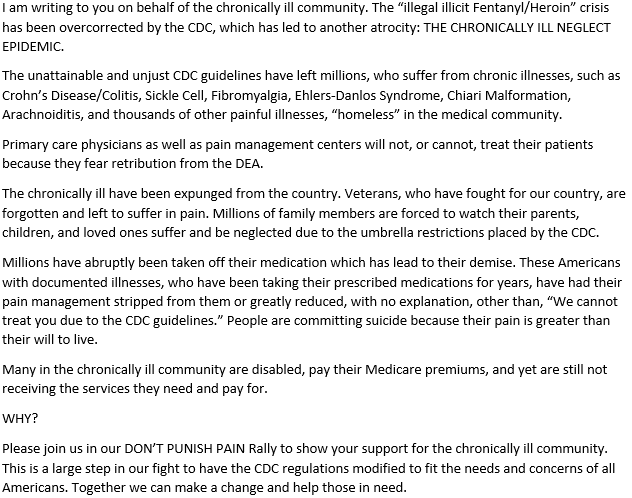 I am writing to you on behalf of the chronically ill community. The “illegal illicit Fentanyl/Heroin” crisis
has been overcorrected by the CDC, which has led to another atrocity: THE CHRONICALLY ILL NEGLECT
EPIDEMIC.
The unattainable and unjust CDC guidelines have left millions, who suffer from chronic illnesses, such as
Crohn’s Disease/Colitis, Sickle Cell, Fibromyalgia, Ehlers-Danlos Syndrome, Chiari Malformation,
Arachnoiditis, and thousands of other painful illnesses, “homeless” in the medical community.
Primary care physicians as well as pain management centers will not, or cannot, treat their patients
because they fear retribution from the DEA.
The chronically ill have been expunged from the country. Veterans, who have fought for our country, are
forgotten and left to suffer in pain. Millions of family members are forced to watch their parents,
children, and loved ones suffer and be neglected due to the umbrella restrictions placed by the CDC.
Millions have abruptly been taken off their medication which has lead to their demise. These Americans
with documented illnesses, who have been taking their prescribed medications for years, have had their
pain management stripped from them or greatly reduced, with no explanation, other than, “We cannot
treat you due to the CDC guidelines.” People are committing suicide because their pain is greater than
their will to live.
Many in the chronically ill community are disabled, pay their Medicare premiums, and yet are still not
receiving the services they need and pay for.
WHY?
Please join us in our DON’T PUNISH PAIN Rally to show your support for the chronically ill community.
This is a large step in our fight to have the CDC regulations modified to fit the needs and concerns of all
Americans. Together we can make a change and help those in need.